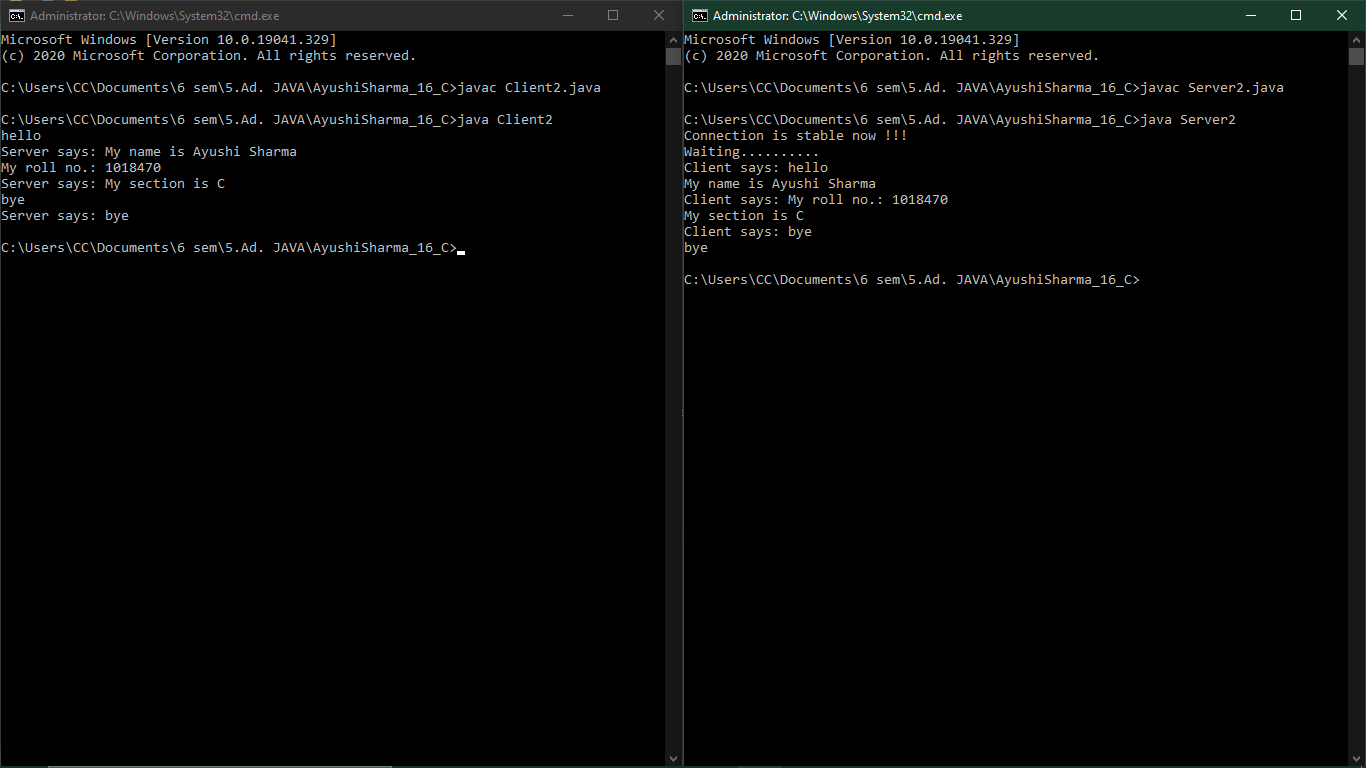 Administrator: C:\Windows\System32\cmd.exe
Microsoft Windows [Version 10.0.19041.329]
(c) 2020 Microsoft Corporation. All rights reserved.
C:\Users\CC\Documents\6 sem\5.Ad. JAVA\AyushiSharma_16_C>javac Client2.java
C:\Users\CC\Documents\6 sem\5.Ad. JAVA\AyushiSharma_16_C>java Client2
hello
Server says: My name is Ayushi Sharma
My roll no.: 1018470
Server says: My section is C
bye
Server says: bye
C:\Users\CC\Documents\6 sem\5.Ad. JAVA\AyushiSharma_16_C>
Administrator: C:\Windows\System32\cmd.exe
Microsoft Windows [Version 10.0.19041.329]
(c) 2020 Microsoft Corporation. All rights reserved.
C:\Users\CC\Documents\6 sem\5.Ad. JAVA\AyushiSharma_16_C>javac Server2.java
C:\Users\CC\Documents\6 sem\5.Ad. JAVA\AyushiSharma_16_C>java Server2
Connection is stable now !!!
Waiting..........
Client says: hello
My name is Ayushi Sharma
Client says: My roll no.: 1018470
My section is C
Client says: bye
bye
C:\Users\CC\Documents\6 sem\5.Ad. JAVA\AyushiSharma_16_C>